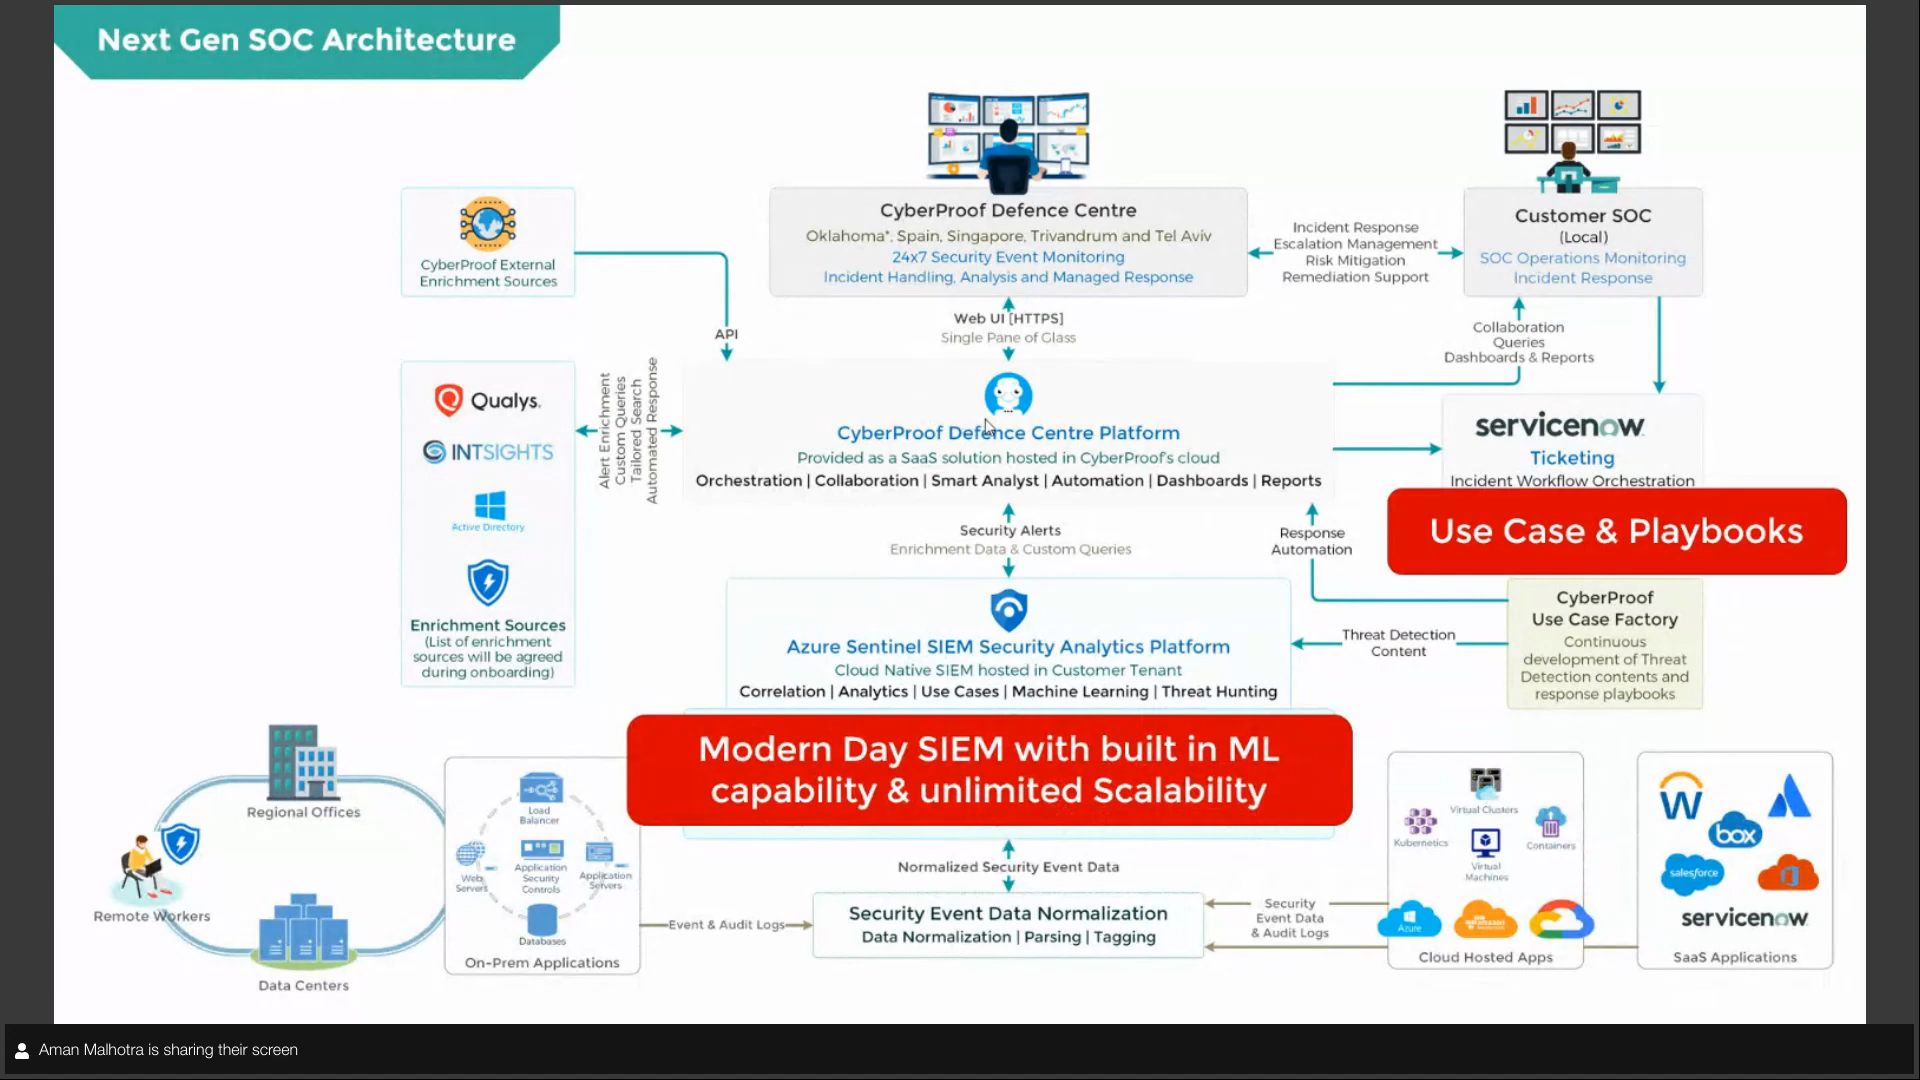 Next Gen SOC Architecture
CyberProof External
Enrichment Sources
API
CyberProof Defence Centre
Oklahoma*, Spain, Singapore, Trivandrum and Tel Aviv
24x7 Security Event Monitoring
Incident Handling, Analysis and Managed Response
Incident Response
Escalation Management
Risk Mitigation
Remediation Support
Customer SOC
(Local)
SOC Operations Monitoring
Incident Response
Web UI [HTTPS]
Single Pane of Glass
Collaboration
Queries
Dashboards & Reports
Qualys.
INTSIGHTS
Active Directory
Enrichment Sources
(List of enrichment
sources will be agreed
during onboarding)
Alert Enrichment
Custom Queries
Tailored Search
Automated Response
CyberProof Defence Centre Platform
Provided as a SaaS solution hosted in CyberProof's cloud
Orchestration | Collaboration | Smart Analyst | Automation | Dashboards | Reports
servicenow
Ticketing
Incident Workflow Orchestration
Use Case & Playbooks
Security Alerts
Enrichment Data & Custom Queries
Response
Automation
CyberProof
Use Case Factory
Continuous
development of Threat
Detection contents and
response playbooks
Threat Detection
Content
Azure Sentinel SIEM Security Analytics Platform
Cloud Native SIEM hosted in Customer Tenant
Correlation | Analytics | Use Cases | Machine Learning | Threat Hunting
Modern Day SIEM with built in ML
capability & unlimited Scalability
Regional Offices
Remote Workers
Data Centers
Load
Balancer
Web
Servers
Application
Security
Controls
Application
Servers
Databases
On-Prem Applications
Event & Audit Logs
Normalized Security Event Data
Security Event Data Normalization
Data Normalization | Parsing | Tagging
Security
Event Data
& Audit Logs
Virtual Clusters
Kubernetics
Containers
Virtual
Machines
Azure
Cloud Hosted Apps
box
salesforce
servicenow
SaaS Applications
Aman Malhotra is sharing their screen